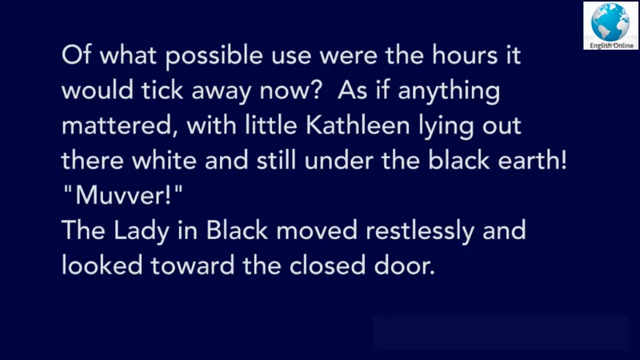 English Online
Of what possible use were the hours it
would tick away now?  As if anything
mattered, with little Kathleen lying out
there white and still under the black earth!
"Muvver!"
The Lady in Black moved restlessly and
looked toward the closed door.